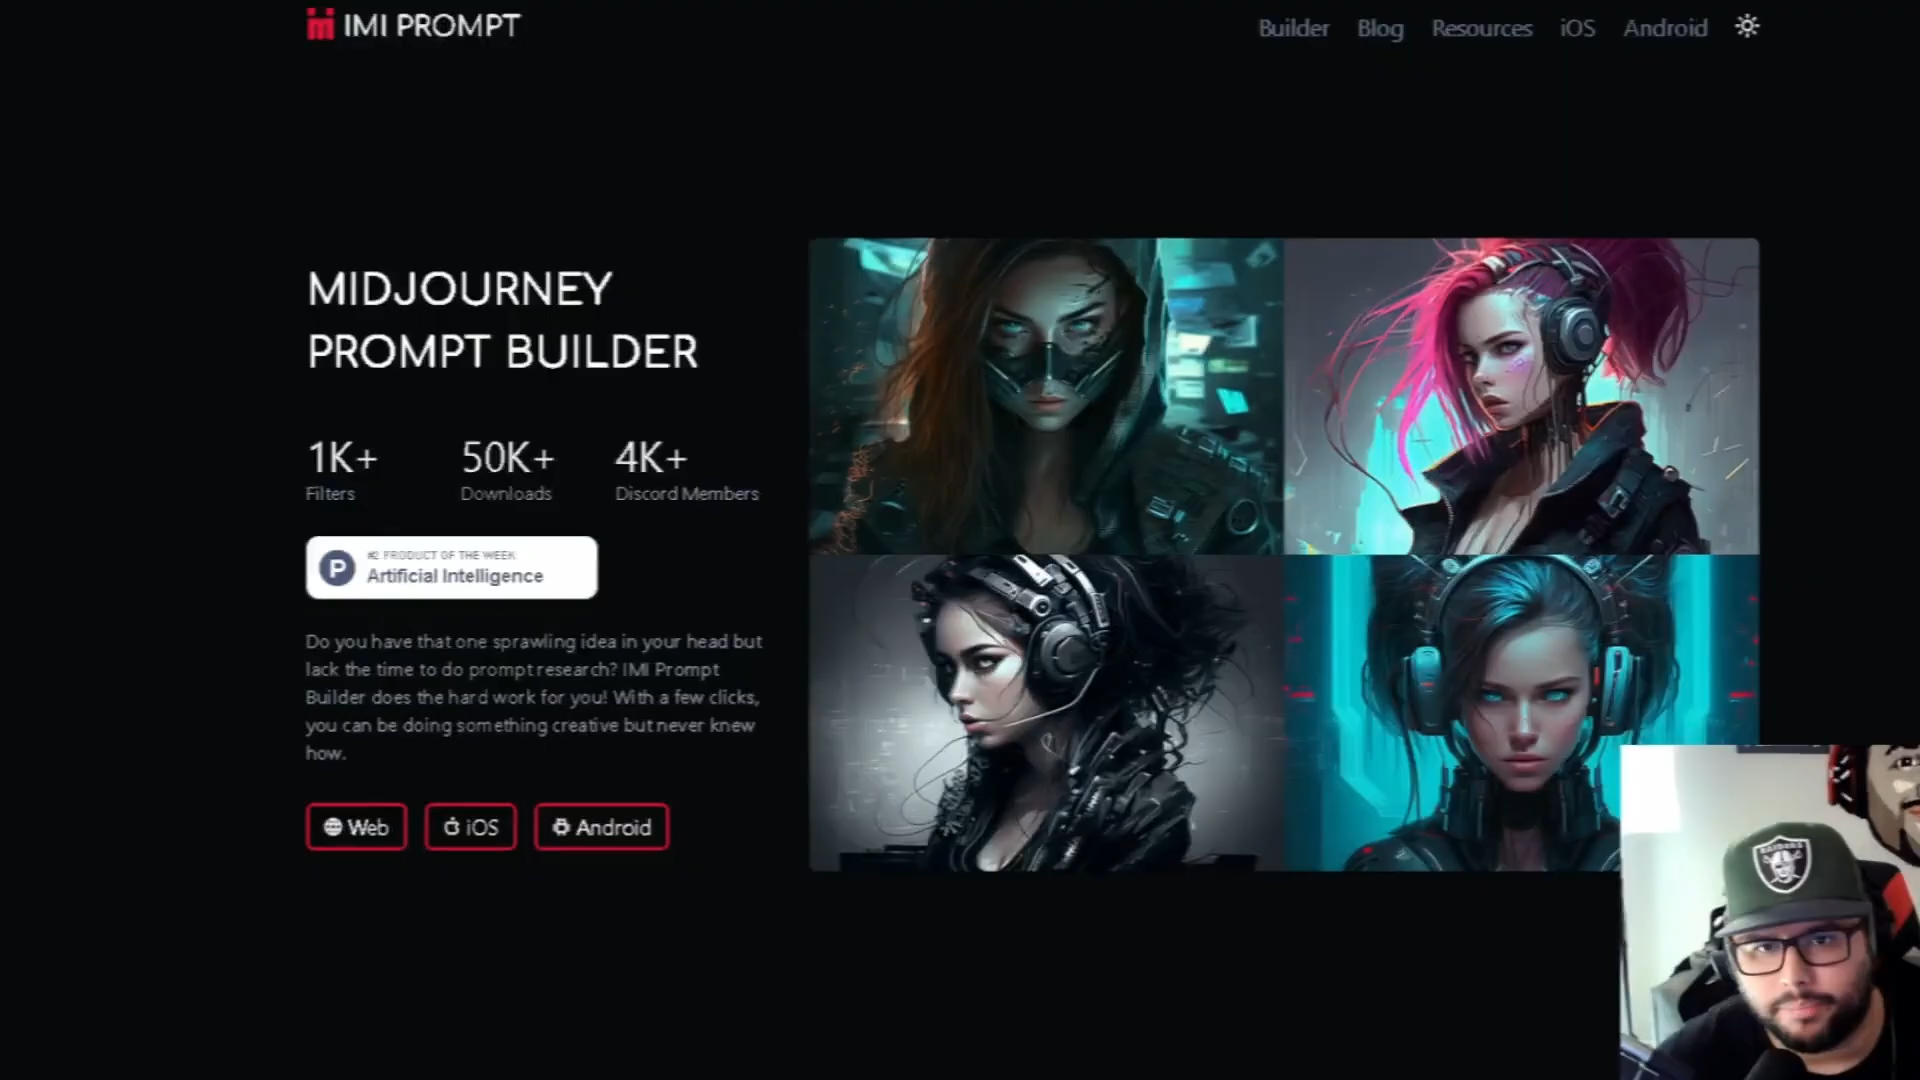 IMI PROMPT
Builder
Blog
Resources
iOS
Android
MIDJOURNEY
PROMPT BUILDER
1K+
50K+
4K+
Filters
Downloads
Discord Members
P
#2 PRODUCT OF THE WEEK
Artificial Intelligence
Do you have that one sprawling idea in your head but
lack the time to do prompt research? IMI Prompt
Builder does the hard work for you! With a few clicks,
you can be doing something creative but never knew
how.
Web
iOS
Android
RAIDERS